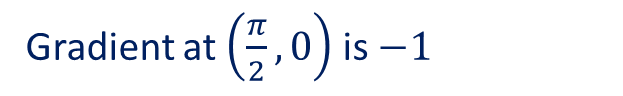 Gradient at (π/2, 0) is −1